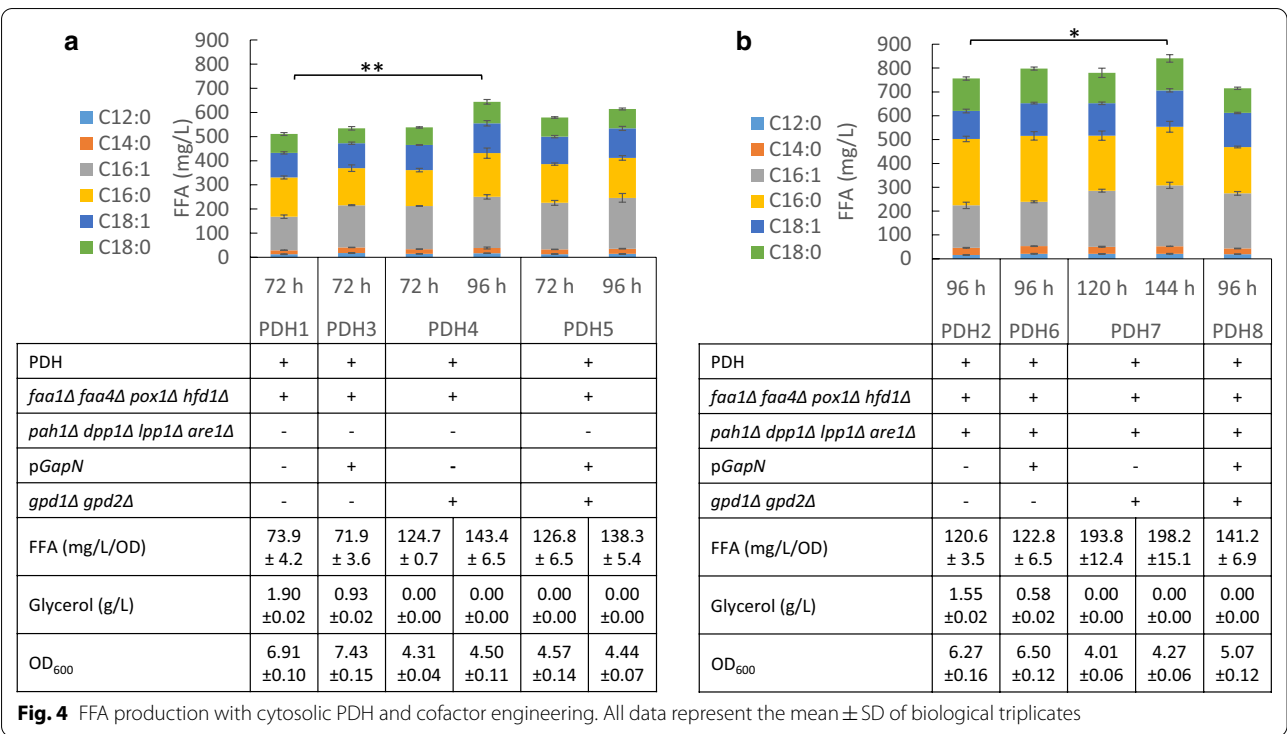 a
900
800
700
600
500
400
300
200
100
0
FFA (mg/L)
C12:0
C14:0
C16:1
C16:0
C18:1
C18:0
**
72 h 72 h 72 h 96 h 72 h 96 h
PDH1 PDH3 PDH4 PDH5
PDH + + + +
faa1Δ faa4Δ pox1Δ hfd1Δ + + + +
pah1Δ dpp1Δ lpp1Δ are1Δ - - - -
pGapN - + - +
gpd1Δ gpd2Δ - - + +
FFA (mg/L/OD) 73.9 71.9 124.7 143.4 126.8 138.3
± 4.2 ± 3.6 ± 0.7 ± 6.5 ± 6.5 ± 5.4
Glycerol (g/L) 1.90 0.93 0.00 0.00 0.00 0.00
±0.02 ±0.02 ±0.00 ±0.00 ±0.00 ±0.00
OD600 6.91 7.43 4.31 4.50 4.57 4.44
±0.10 ±0.15 ±0.04 ±0.11 ±0.14 ±0.07
b
900
800
700
600
500
400
300
200
100
0
FFA (mg/L)
C12:0
C14:0
C16:1
C16:0
C18:1
C18:0
*
96 h 96 h 120 h 144 h 96 h
PDH2 PDH6 PDH7 PDH8
PDH + + + +
faa1Δ faa4Δ pox1Δ hfd1Δ + + + +
pah1Δ dpp1Δ lpp1Δ are1Δ + + + +
pGapN - + - +
gpd1Δ gpd2Δ - - + +
FFA (mg/L/OD) 120.6 122.8 193.8 198.2 141.2
± 3.5 ± 6.5 ±12.4 ±15.1 ± 6.9
Glycerol (g/L) 1.55 0.58 0.00 0.00 0.00
±0.02 ±0.02 ±0.00 ±0.00 ±0.00
OD600 6.27 6.50 4.01 4.27 5.07
±0.16 ±0.12 ±0.06 ±0.06 ±0.12
Fig. 4 FFA production with cytosolic PDH and cofactor engineering. All data represent the mean ± SD of biological triplicates